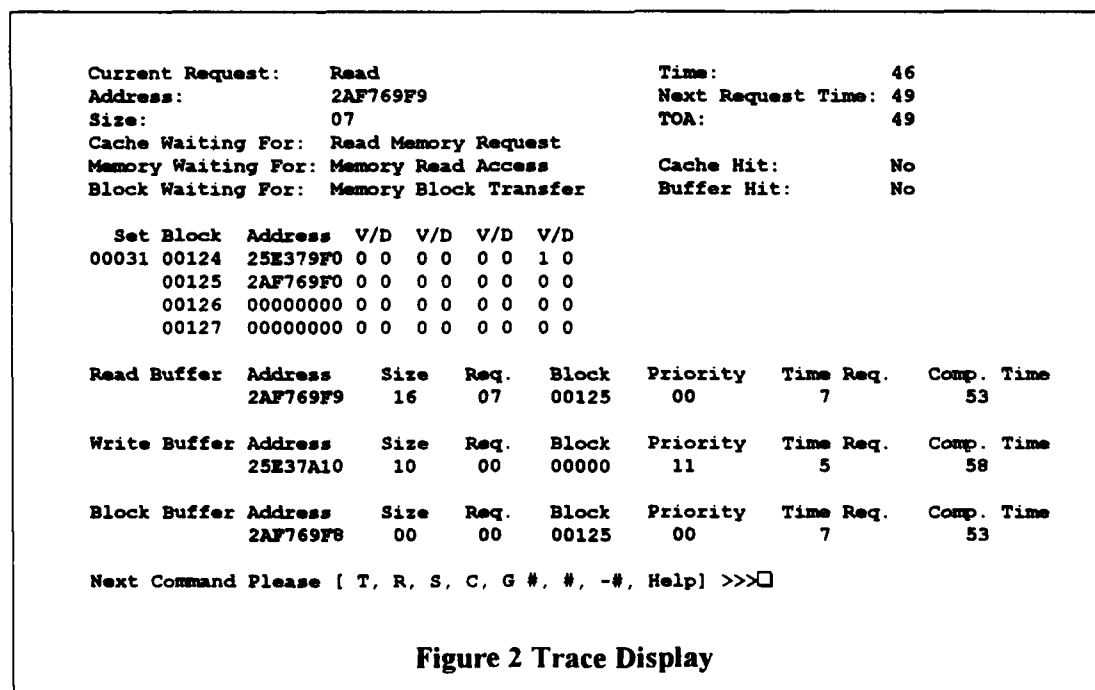 Current Request: Read Time: 46
Address: 2AF769F9 Next Request Time: 49
Size: 07 TOA: 49
Cache Waiting For: Read Memory Request
Memory Waiting For: Memory Read Access Cache Hit: No
Block Waiting For: Memory Block Transfer Buffer Hit: No
Set Block Address V/D V/D V/D V/D
00031 00124 25E379F0 0 0 0 0 0 0 1 0
00125 2AF769F0 0 0 0 0 0 0 0 0
00126 00000000 0 0 0 0 0 0 0 0
00127 00000000 0 0 0 0 0 0 0 0
Read Buffer Address Size Req. Block Priority Time Req. Comp. Time
2AF769F9 16 07 00125 00 7 53
Write Buffer Address Size Req. Block Priority Time Req. Comp. Time
25E37A10 10 00 00000 11 5 58
Block Buffer Address Size Req. Block Priority Time Req. Comp. Time
2AF769F8 00 00 00125 00 7 53
Next Command Please [ T, R, S, C, G #, #, -#, Help] >>>
Figure 2 Trace Display